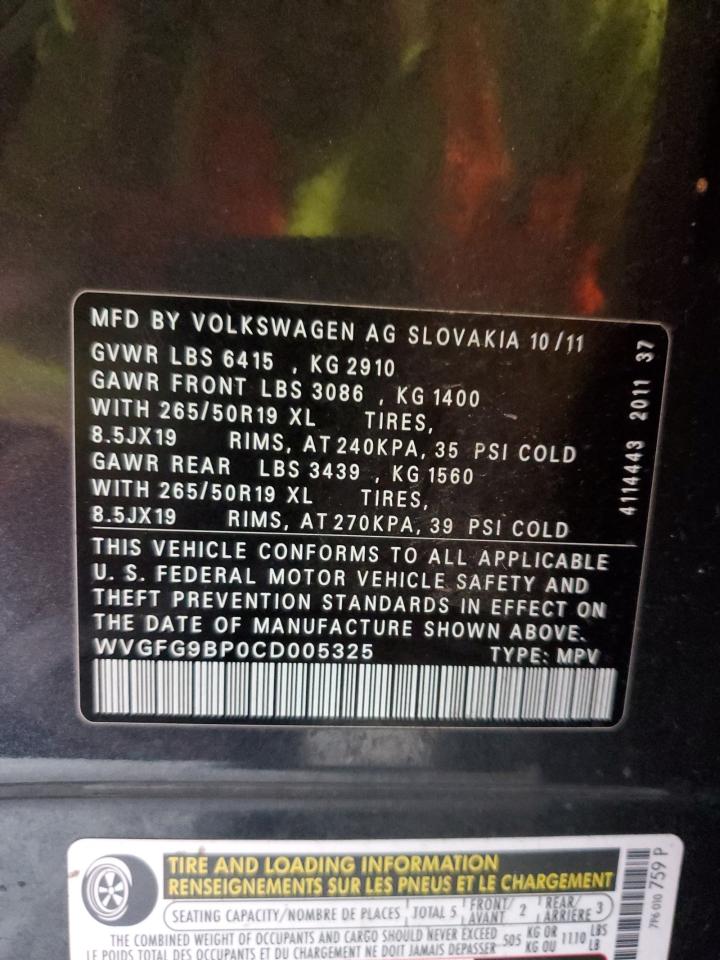 MFD BY VOLKSWAGEN AG SLOVAKIA 10/11
GVWR LBS 6415 , KG 2910
GAWR FRONT LBS 3086 , KG 1400
WITH 265/50R19 XL TIRES,
8.5JX19 RIMS, AT 240KPA, 35 PSI COLD
GAWR REAR LBS 3439 , KG 1560
WITH 265/50R19 XL TIRES,
8.5JX19 RIMS, AT 270KPA, 39 PSI COLD
THIS VEHICLE CONFORMS TO ALL APPLICABLE
U. S. FEDERAL MOTOR VEHICLE SAFETY AND
THEFT PREVENTION STANDARDS IN EFFECT ON
THE DATE OF MANUFACTURE SHOWN ABOVE.
WVGFG9BP0CD005325 TYPE: MPV
4114443 2011 37
TIRE AND LOADING INFORMATION
RENSEIGNEMENTS SUR LES PNEUS ET LE CHARGEMENT
SEATING CAPACITY/NOMBRE DE PLACES TOTAL 5 FRONT/AVANT 2 REAR/ARRIÈRE 3
THE COMBINED WEIGHT OF OCCUPANTS AND CARGO SHOULD NEVER EXCEED 505 KG OR 1110 LBS
LE POIDS TOTAL DES OCCUPANTS ET DU CHARGEMENT NE DOIT JAMAIS DEPASSER KG OU LB
7P6 010 759 P